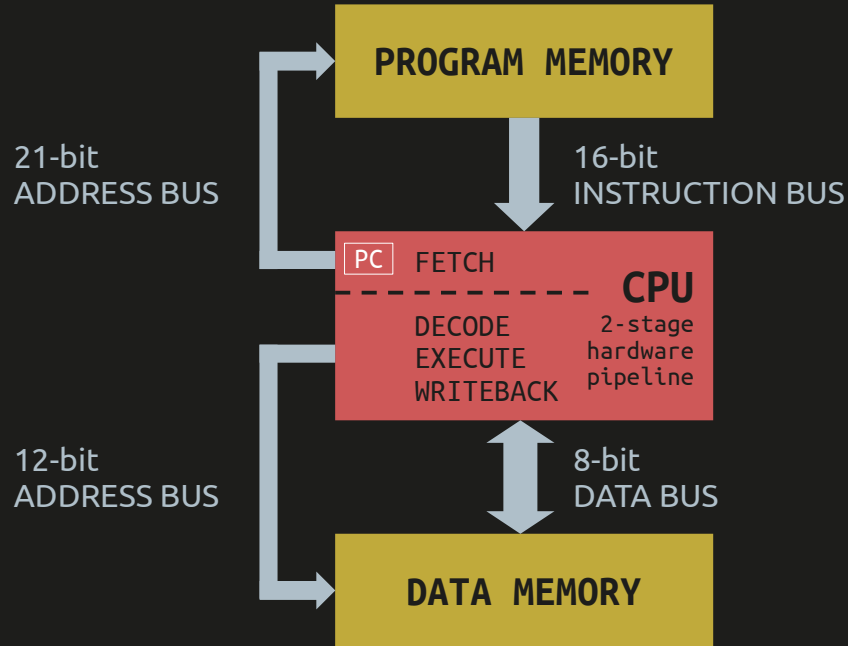 PROGRAM MEMORY
21-bit
ADDRESS BUS
16-bit
INSTRUCTION BUS
PC
FETCH
CPU
2-stage
hardware
pipeline
DECODE
EXECUTE
WRITEBACK
12-bit
ADDRESS BUS
8-bit
DATA BUS
DATA MEMORY